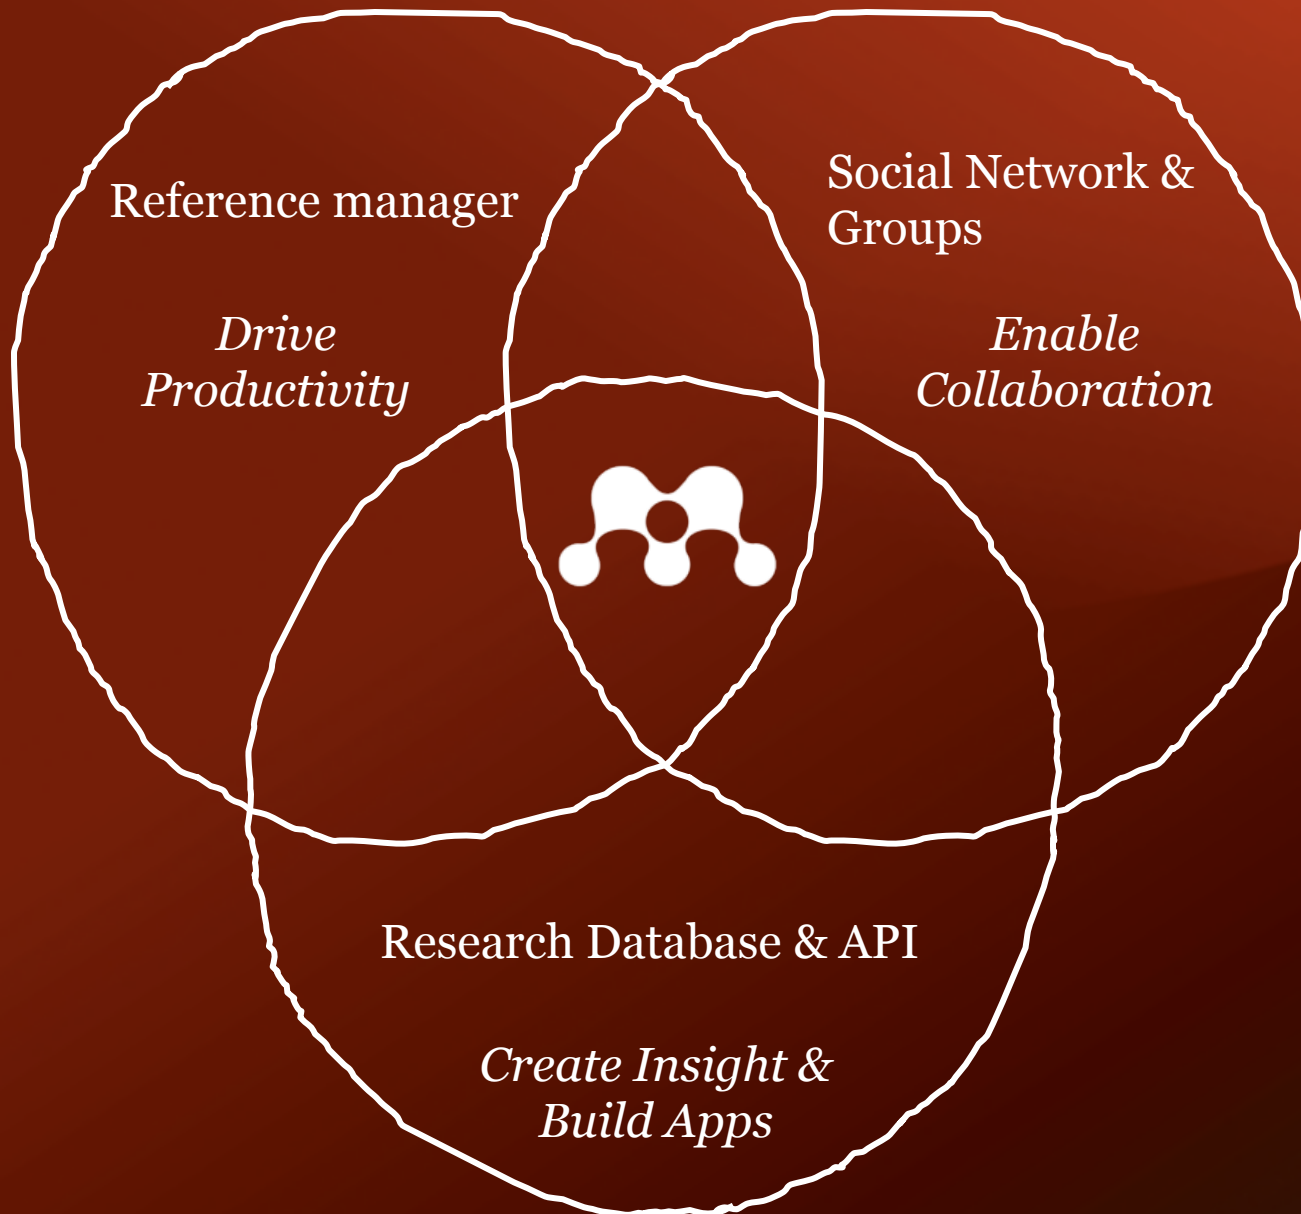 Reference manager
Drive
Productivity
Social Network &
Groups
Enable
Collaboration
Research Database & API
Create Insight &
Build Apps